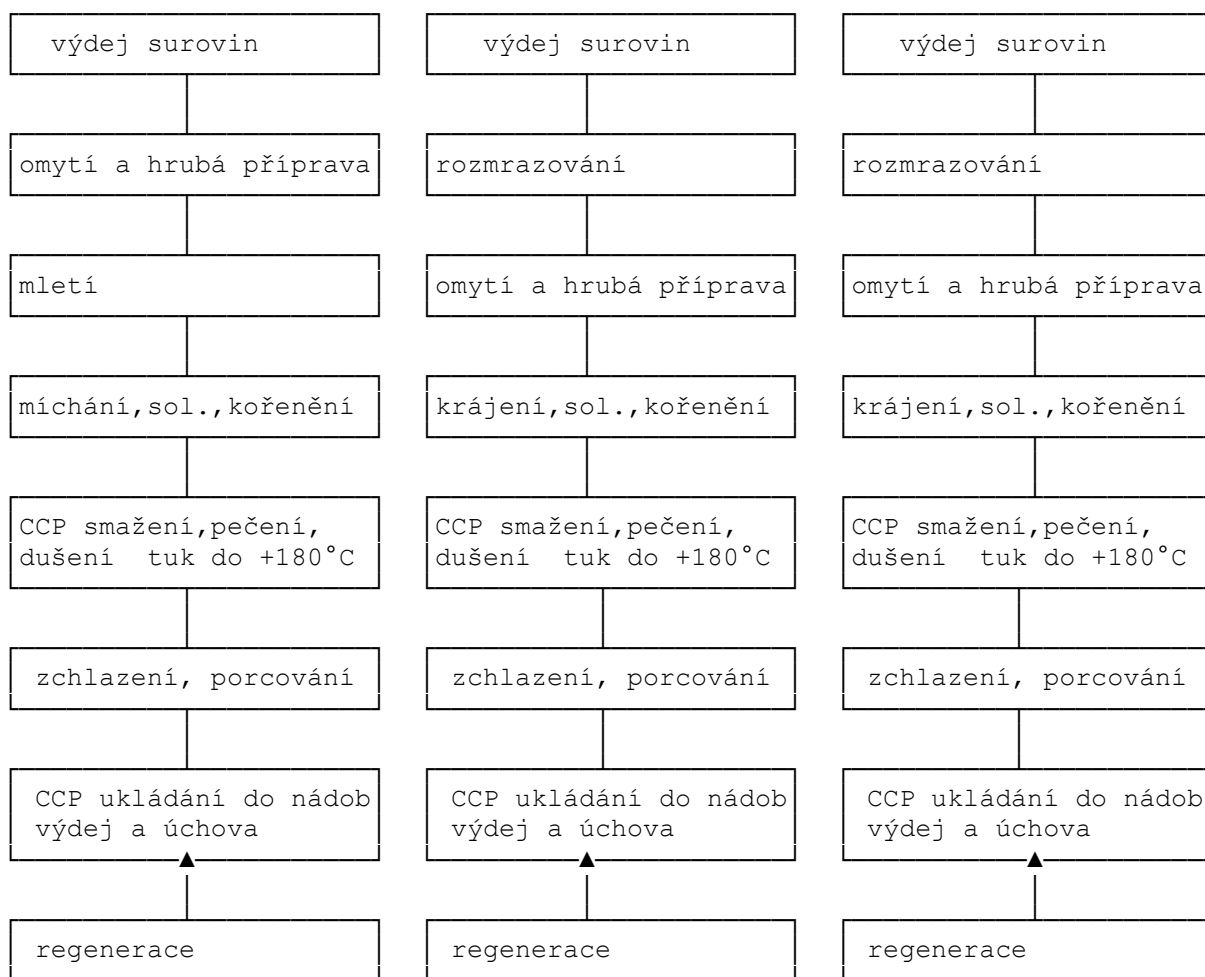 výdej surovin
výdej surovin
výdej surovin
omytí a hrubá příprava
rozmrazování
rozmrazování
mletí
omytí a hrubá příprava
omytí a hrubá příprava
míchání,sol.,kořenění
krájení,sol.,kořenění
krájení,sol.,kořenění
CCP smažení,pečení,
dušení tuk do +180°C
CCP smažení,pečení,
dušení tuk do +180°C
CCP smažení,pečení,
dušení tuk do +180°C
zchlazení, porcování
zchlazení, porcování
zchlazení, porcování
CCP ukládání do nádob
výdej a úchova
CCP ukládání do nádob
výdej a úchova
CCP ukládání do nádob
výdej a úchova
regenerace
regenerace
regenerace